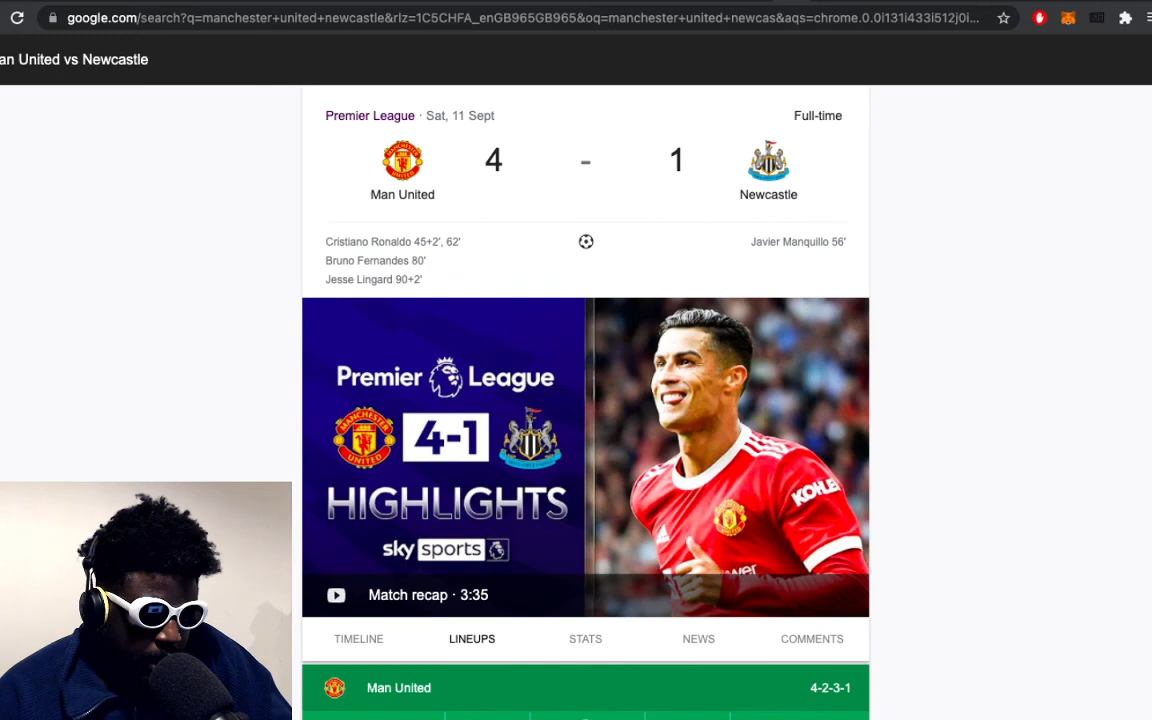 google.com/search?q=manchester+united+newcastle&rlz=1C5CHFA_enGB965GB965&oq=manchester+united+newcas&aqs=chrome.0.0i131i433i512j0i...
an United vs Newcastle
Premier League · Sat, 11 Sept
Full-time
4 - 1
Man United
Newcastle
Cristiano Ronaldo 45+2', 62'
Javier Manquillo 56'
Bruno Fernandes 80'
Jesse Lingard 90+2'
Premier League
MANCHESTER UNITED
4-1
HIGHLIGHTS
sky sports
KOHLER
Match recap · 3:35
TIMELINE
LINEUPS
STATS
NEWS
COMMENTS
Man United
4-2-3-1